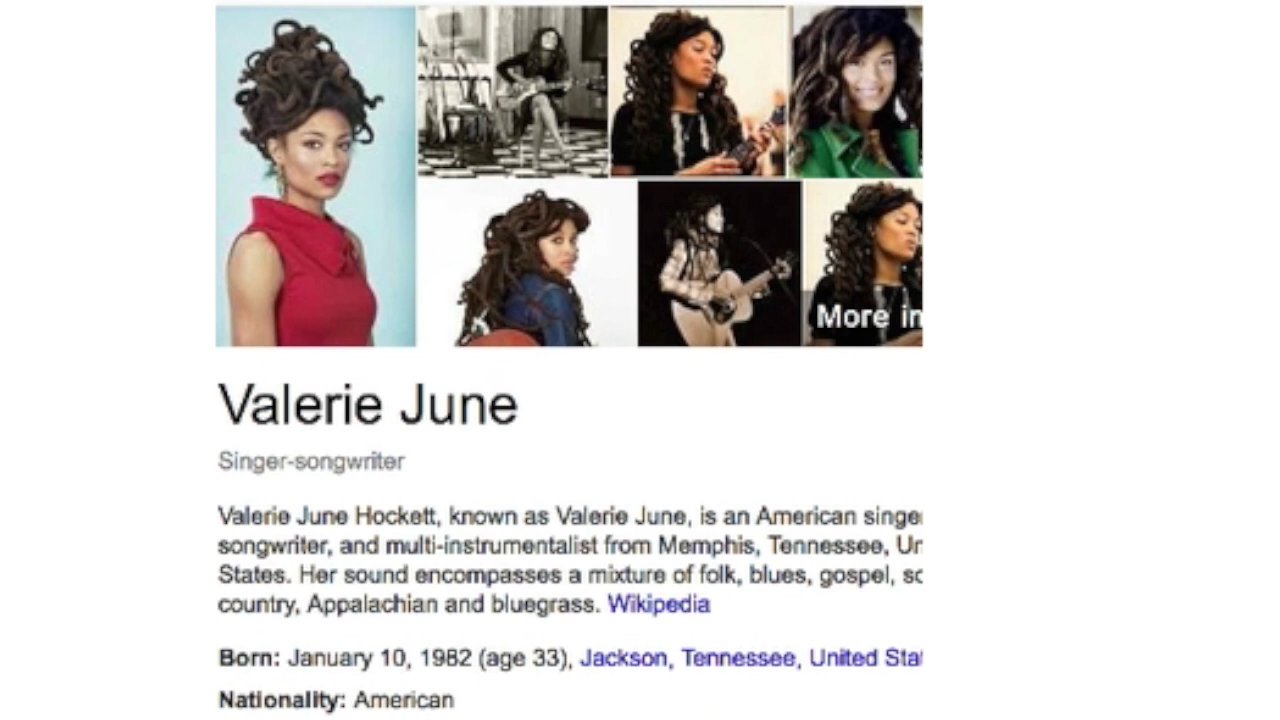 More in
Valerie June
Singer-songwriter
Valerie June Hockett, known as Valerie June, is an American singe
songwriter, and multi-instrumentalist from Memphis, Tennessee, Un
States. Her sound encompasses a mixture of folk, blues, gospel, so
country, Appalachian and bluegrass. Wikipedia
Born: January 10, 1982 (age 33), Jackson, Tennessee, United Stat
Nationality: American